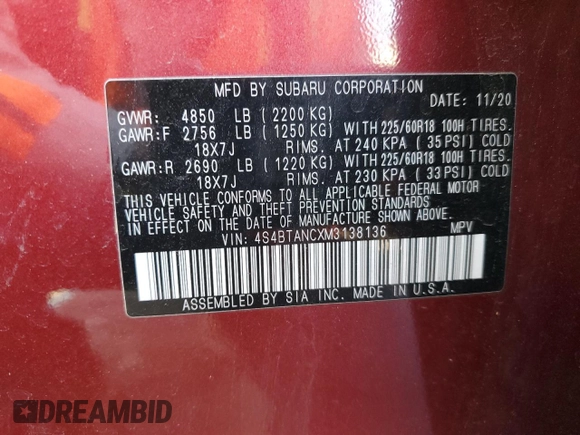 MFD BY SUBARU CORPORATION
DATE: 11/20
GVWR: 4850 LB (2200 KG)
GAWR:F 2756 LB (1250 KG) WITH 225/60R18 100H TIRES.
18X7J RIMS. AT 240 KPA (35 PSI) COLD
GAWR:R 2690 LB (1220 KG) WITH 225/60R18 100H TIRES.
18X7J RIMS. AT 230 KPA (33 PSI) COLD
THIS VEHICLE CONFORMS TO ALL APPLICABLE FEDERAL MOTOR
VEHICLE SAFETY AND THEFT PREVENTION STANDARDS
IN EFFECT ON THE DATE OF MANUFACTURE SHOWN ABOVE.
VIN: 4S4BTANCXM3138136 MPV
ASSEMBLED BY SIA INC. MADE IN U.S.A.
DREAMBID